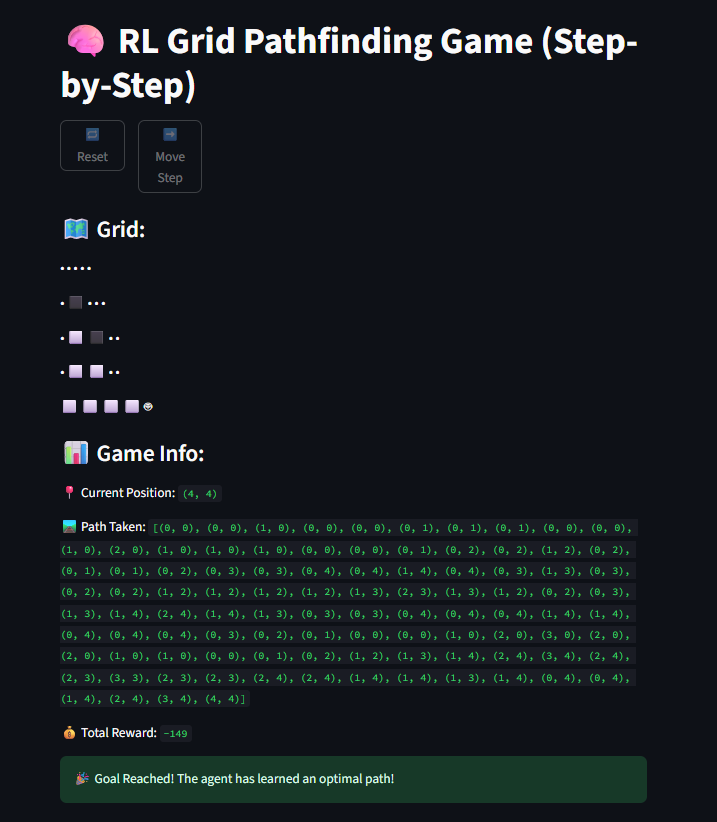 🧠 RL Grid Pathfinding Game (Step-
by-Step)
Reset
Move
Step
🗺️ Grid:
•••••
•⬛•••
•⬜⬛••
•⬜⬜••
⬜⬜⬜⬜😀
📊 Game Info:
📍 Current Position: (4, 4)
🛣️ Path Taken: [(0, 0), (0, 0), (1, 0), (0, 0), (0, 0), (0, 1), (0, 1), (0, 1), (0, 0), (0, 0),
(1, 0), (2, 0), (1, 0), (1, 0), (1, 0), (0, 0), (0, 0), (0, 1), (0, 2), (0, 2), (1, 2), (0, 2),
(0, 1), (0, 1), (0, 2), (0, 3), (0, 3), (0, 4), (0, 4), (1, 4), (0, 4), (0, 3), (1, 3), (0, 3),
(0, 2), (0, 2), (1, 2), (1, 2), (1, 2), (1, 2), (1, 3), (2, 3), (1, 3), (1, 2), (0, 2), (0, 3),
(1, 3), (1, 4), (2, 4), (1, 4), (1, 3), (0, 3), (0, 3), (0, 4), (0, 4), (0, 4), (1, 4), (1, 4),
(0, 4), (0, 4), (0, 4), (0, 3), (0, 2), (0, 1), (0, 0), (0, 0), (1, 0), (2, 0), (3, 0), (2, 0),
(2, 0), (1, 0), (1, 0), (0, 0), (0, 1), (0, 2), (1, 2), (1, 3), (1, 4), (2, 4), (3, 4), (2, 4),
(2, 3), (3, 3), (2, 3), (2, 3), (2, 4), (2, 4), (1, 4), (1, 4), (1, 3), (1, 4), (0, 4), (0, 4),
(1, 4), (2, 4), (3, 4), (4, 4)]
💰 Total Reward: -149
🎉 Goal Reached! The agent has learned an optimal path!